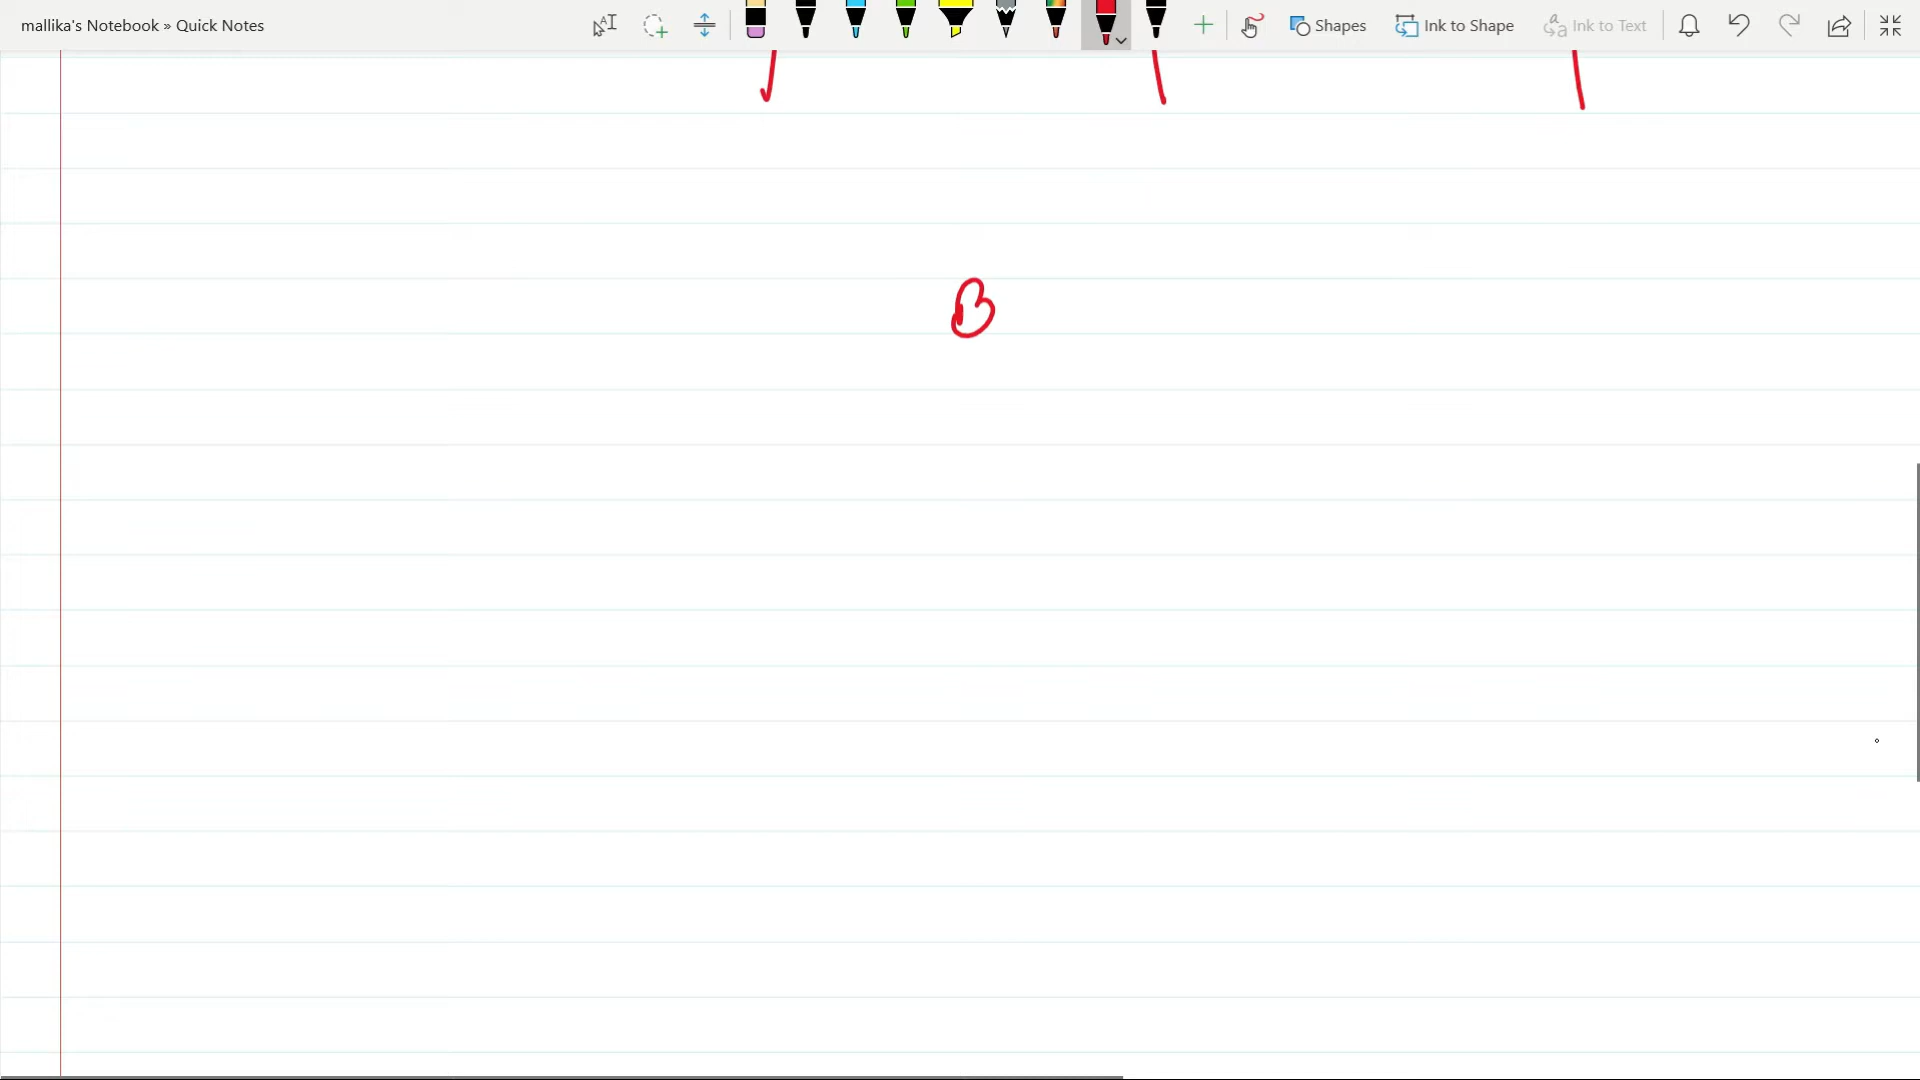 mallika's Notebook » Quick Notes
Shapes
Ink to Shape
Ink to Text
B